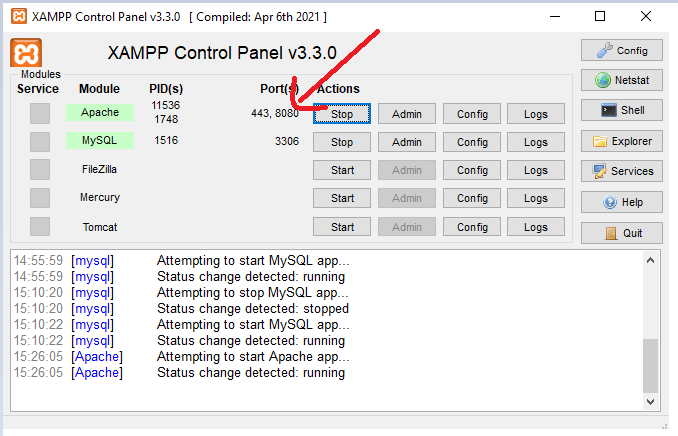 XAMPP Control Panel v3.3.0 [ Compiled: Apr 6th 2021 ]
XAMPP Control Panel v3.3.0
Config
Modules
Service Module PID(s) Port(s) Actions
Netstat
Apache 11536 1748 443, 8080 Stop Admin Config Logs
Shell
MySQL 1516 3306 Stop Admin Config Logs
Explorer
FileZilla Start Admin Config Logs
Services
Mercury Start Admin Config Logs
Help
Tomcat Start Admin Config Logs
Quit
14:55:59 [mysql] Attempting to start MySQL app...
14:55:59 [mysql] Status change detected: running
15:10:20 [mysql] Attempting to stop MySQL app...
15:10:20 [mysql] Status change detected: stopped
15:10:22 [mysql] Attempting to start MySQL app...
15:10:22 [mysql] Status change detected: running
15:26:05 [Apache] Attempting to start Apache app...
15:26:05 [Apache] Status change detected: running